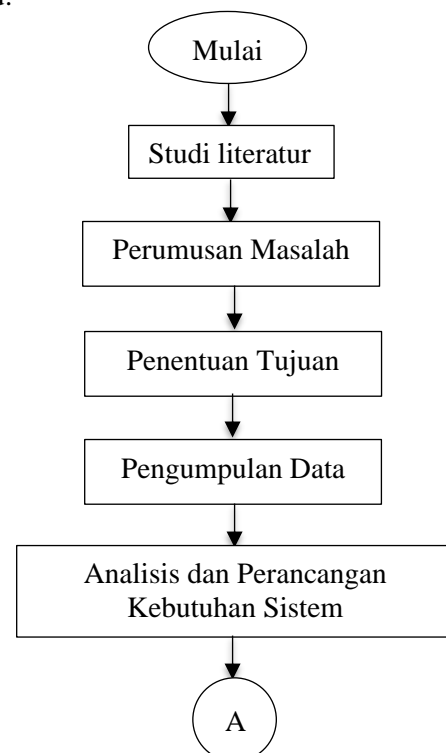 Mulai
Studi literatur
Perumusan Masalah
Penentuan Tujuan
Pengumpulan Data
Analisis dan Perancangan
Kebutuhan Sistem
A